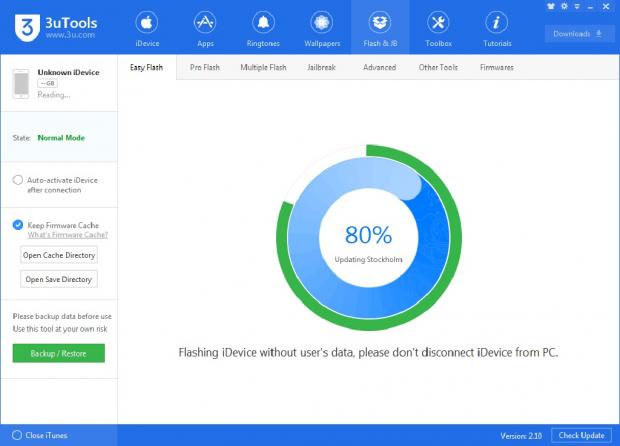 3uTools
www.3u.com
iDevice
Apps
Ringtones
Wallpapers
Flash & JB
Toolbox
Tutorials
Downloads
Easy Flash
Pro Flash
Multiple Flash
Jailbreak
Advanced
Other Tools
Firmwares
Unknown iDevice
-- GB
Reading...
State: Normal Mode
Auto-activate iDevice
after connection
Keep Firmware Cache
What's Firmware Cache?
Open Cache Directory
Open Save Directory
Please backup data before use
Use this tool at your own risk
Backup / Restore
80%
Updating Stockholm
Flashing iDevice without user's data, please don't disconnect iDevice from PC.
Close iTunes
Version: 2.10
Check Update